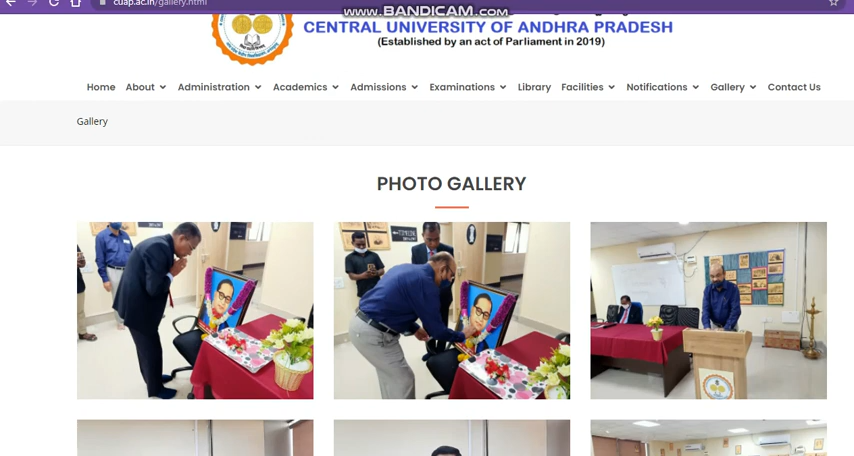 cuap.ac.in/gallery.html
www.BANDICAM.com
CENTRAL UNIVERSITY OF ANDHRA PRADESH
(Established by an act of Parliament in 2019)
Home About Administration Academics Admissions Examinations Library Facilities Notifications Gallery Contact Us
Gallery
PHOTO GALLERY